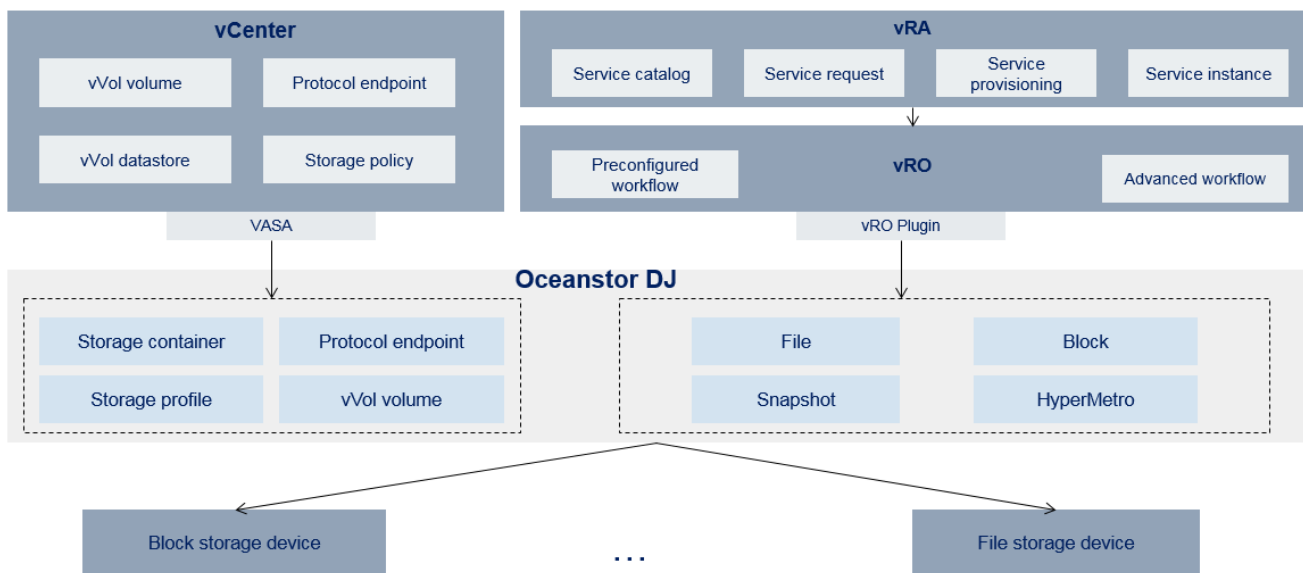 vCenter
vVol volume
Protocol endpoint
vVol datastore
Storage policy
VASA
vRA
Service catalog
Service request
Service
provisioning
Service instance
vRO
Preconfigured
workflow
Advanced workflow
vRO Plugin
Oceanstor DJ
Storage container
Protocol endpoint
Storage profile
vVol volume
File
Block
Snapshot
HyperMetro
Block storage device
...
File storage device